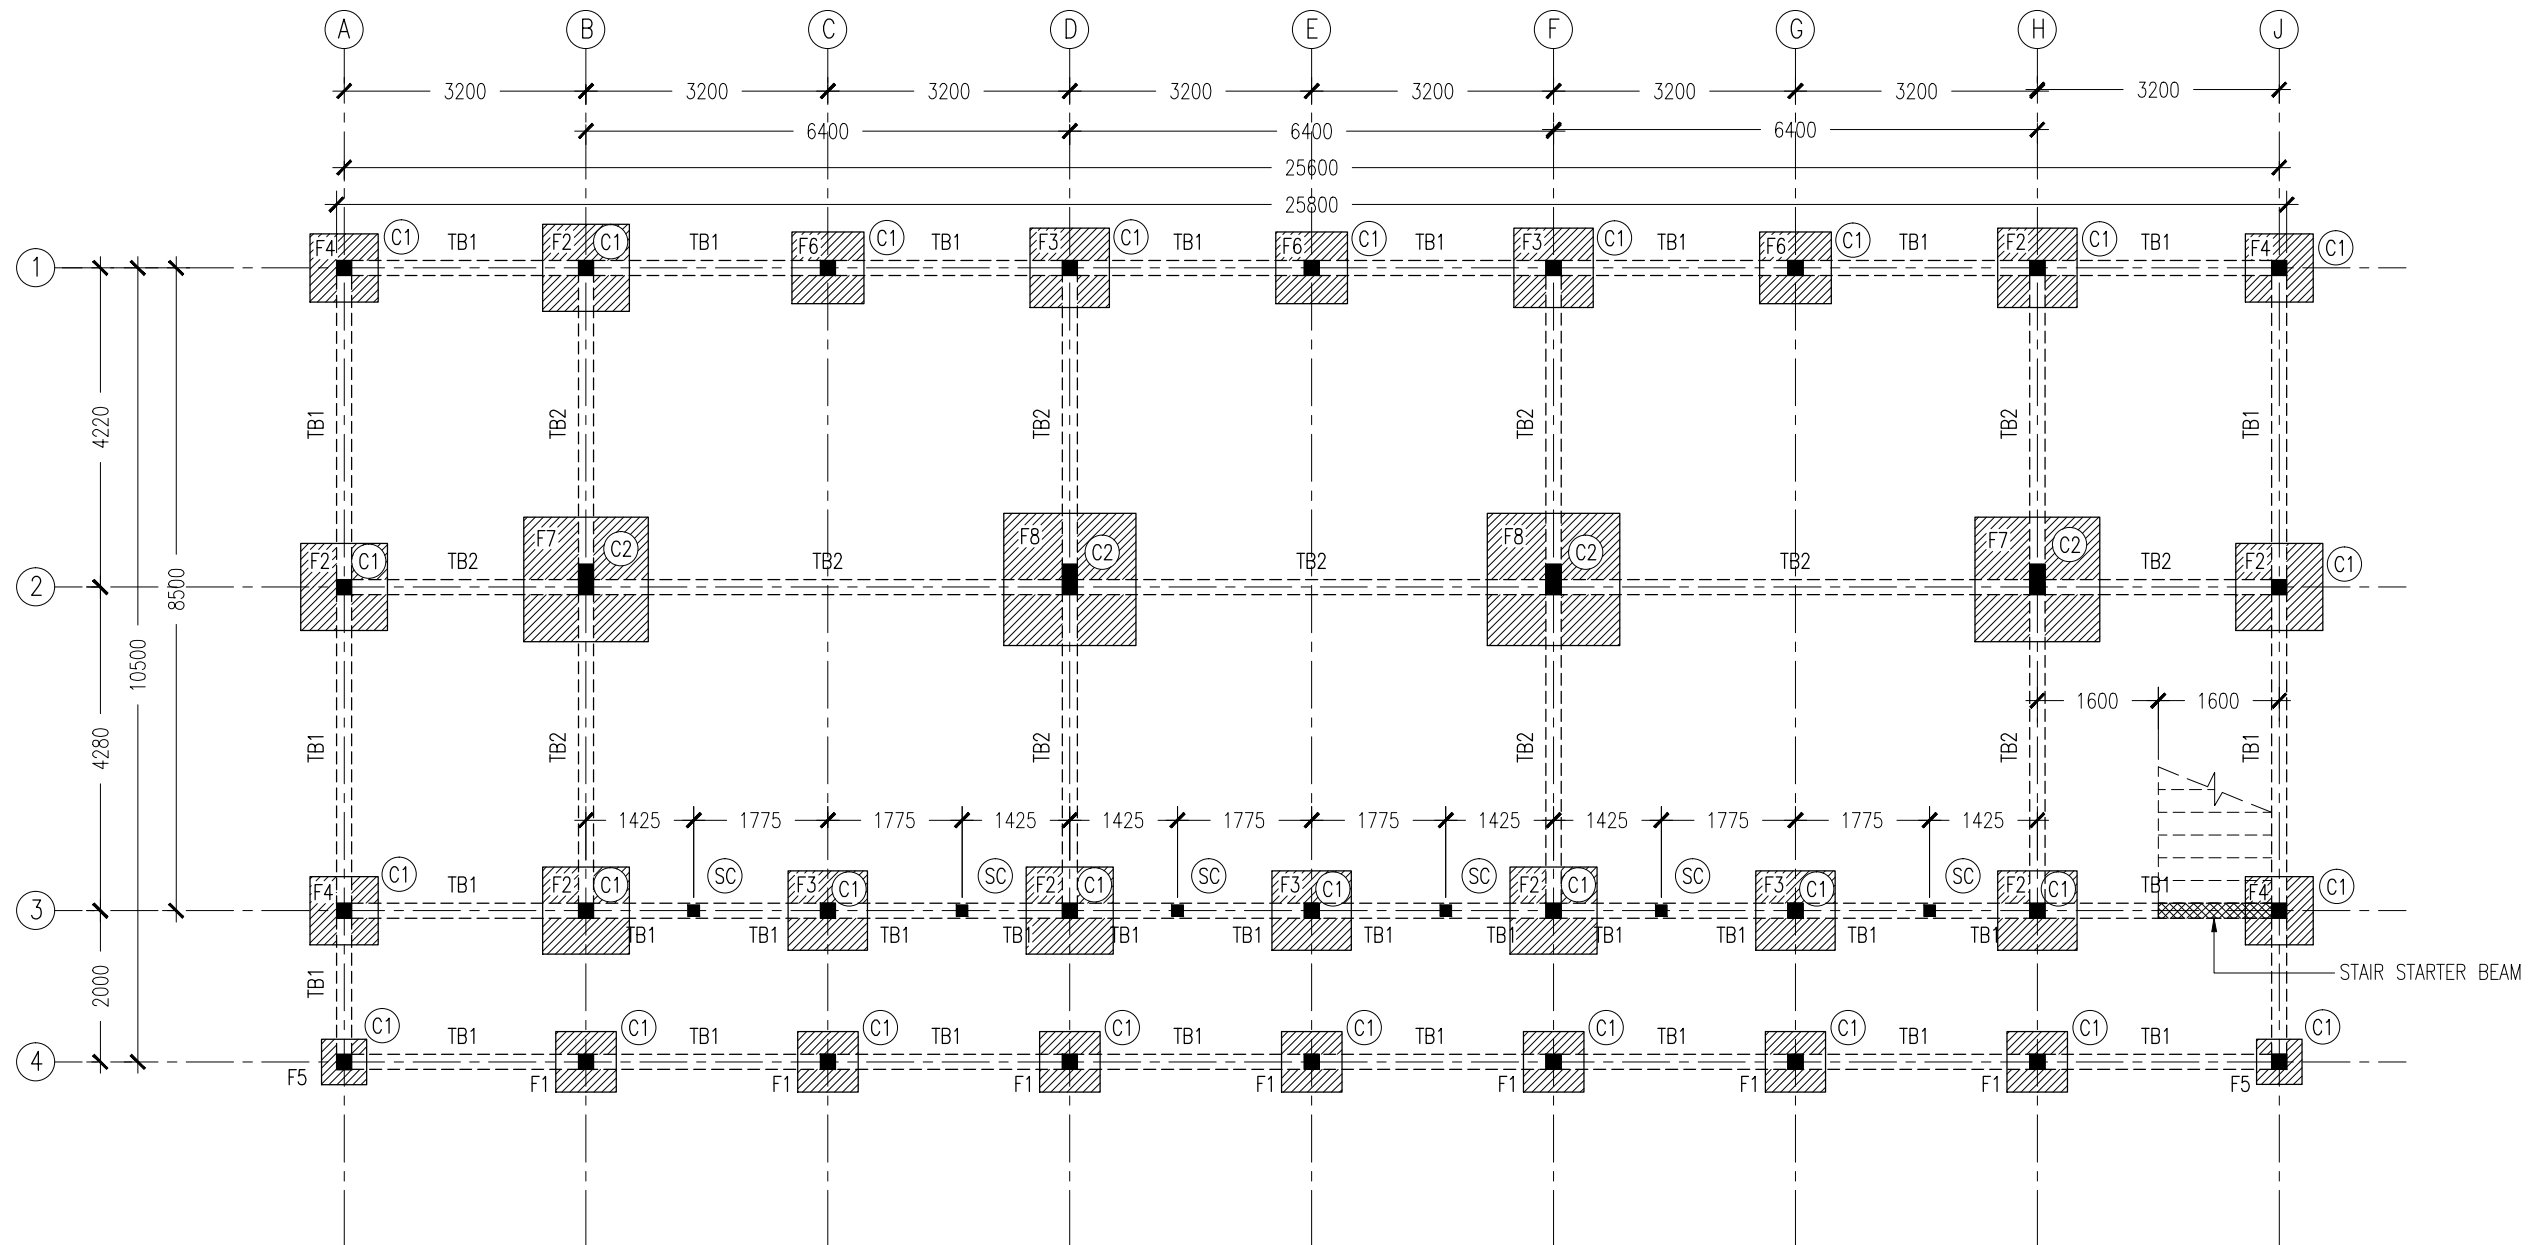 A B C D E F G H J
3200 3200 3200 3200 3200 3200 3200 3200
6400 6400 6400
25600
25800
F4 C1 TB1 F2 C1 TB1 F6 C1 TB1 F3 C1 TB1 F6 C1 TB1 F3 C1 TB1 F6 C1 TB1 F2 C1 TB1 F4 C1
1
4220 TB1 TB2 TB2 TB2 TB2 TB1
F2 C1 TB2 F7 C2 TB2 F8 C2 TB2 F8 C2 TB2 F7 C2 TB2 F2 C1
2
8500
10500
1600 1600
4280 TB1 TB2 TB2 TB2 TB2 TB1
1425 1775 1775 1425 1425 1775 1775 1425 1425 1775 1775 1425
F4 C1 TB1 F2 C1 SC F3 C1 SC F2 C1 SC F3 C1 SC F2 C1 SC F3 C1 SC F2 C1 TB1 F4 C1
3
TB1 TB1 TB1 TB1 TB1 TB1 TB1 TB1 TB1 TB1 TB1 TB1
2000 TB1 STAIR STARTER BEAM
C1 TB1 C1 TB1 C1 TB1 C1 TB1 C1 TB1 C1 TB1 C1 TB1 C1 TB1 C1
4
F5 F1 F1 F1 F1 F1 F1 F1 F5